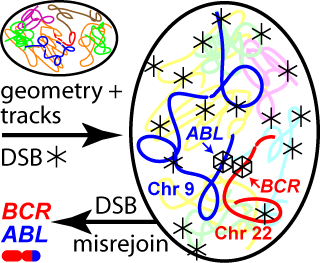 geometry +
tracks
DSB
ABL
BCR
Chr 9
Chr 22
BCR
ABL
DSB
misrejoin